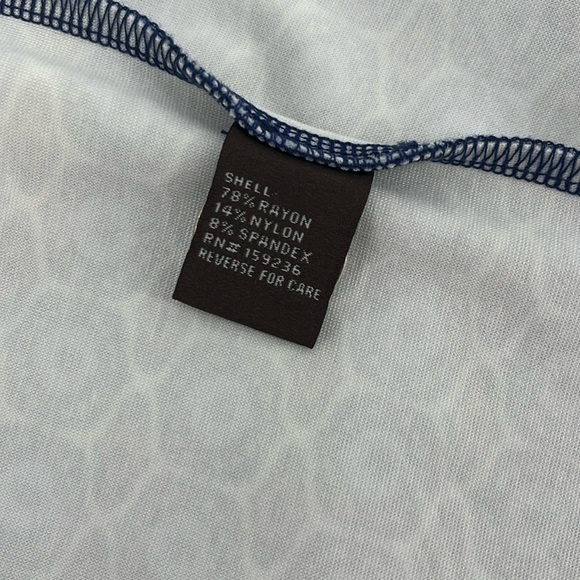 SHELL
78% RAYON
14% NYLON
8% SPANDEX
RN# 159236
REVERSE FOR CARE